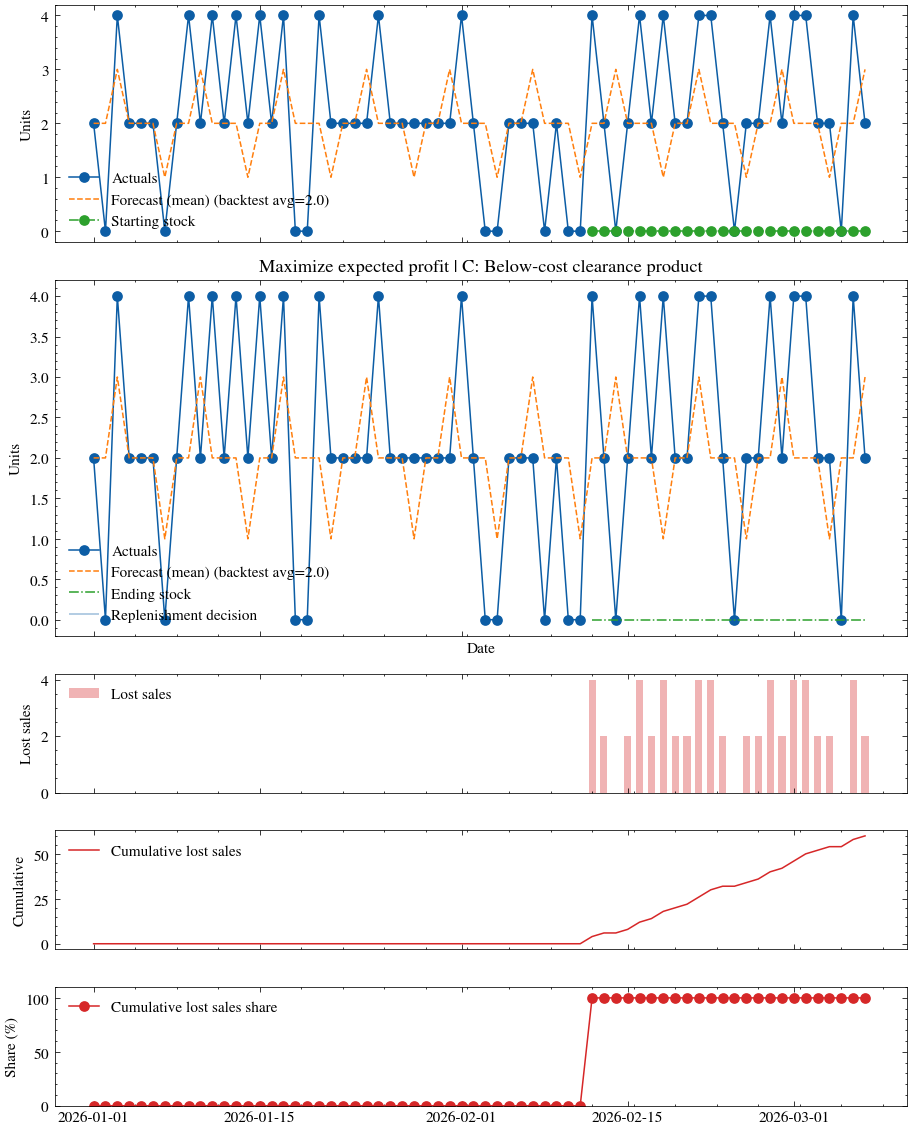 4
3
Units
2
1
0
Actuals
Forecast (mean) (backtest avg=2.0)
Starting stock
Maximize expected profit | C: Below-cost clearance product
4.0
3.5
3.0
2.5
Units
2.0
1.5
1.0
0.5
0.0
Actuals
Forecast (mean) (backtest avg=2.0)
Ending stock
Replenishment decision
Date
4
Lost sales
2
0
Lost sales
50
Cumulative
25
0
Cumulative lost sales
100
Share (%)
50
0
Cumulative lost sales share
2026-01-01 2026-01-15 2026-02-01 2026-02-15 2026-03-01